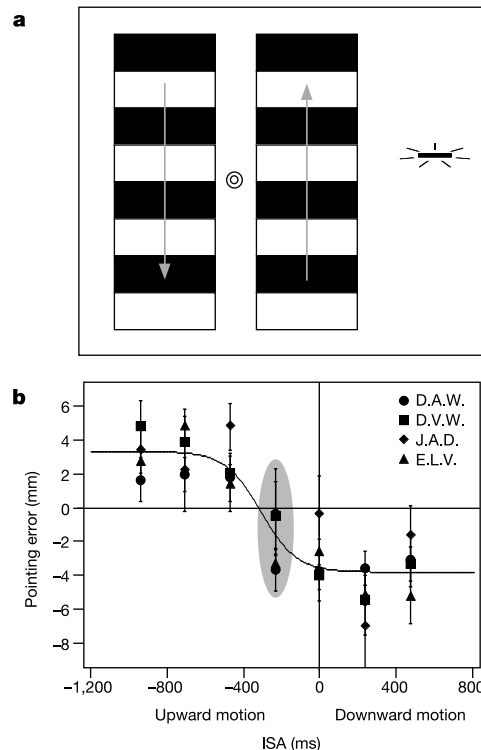 a
b
D.A.W.
D.V.W.
J.A.D.
E.L.V.
Pointing error (mm)
6
4
2
0
−2
−4
−6
−8
−1,200 −800 −400 0 400 800
Upward motion Downward motion
ISA (ms)